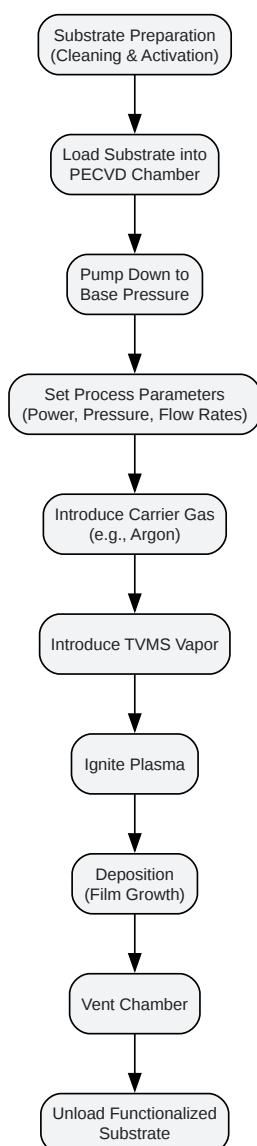 Substrate Preparation
(Cleaning & Activation)
Load Substrate into
PECVD Chamber
Pump Down to
Base Pressure
Set Process Parameters
(Power, Pressure, Flow Rates)
Introduce Carrier Gas
(e.g., Argon)
Introduce TVMS Vapor
Ignite Plasma
Deposition
(Film Growth)
Vent Chamber
Unload Functionalized
Substrate